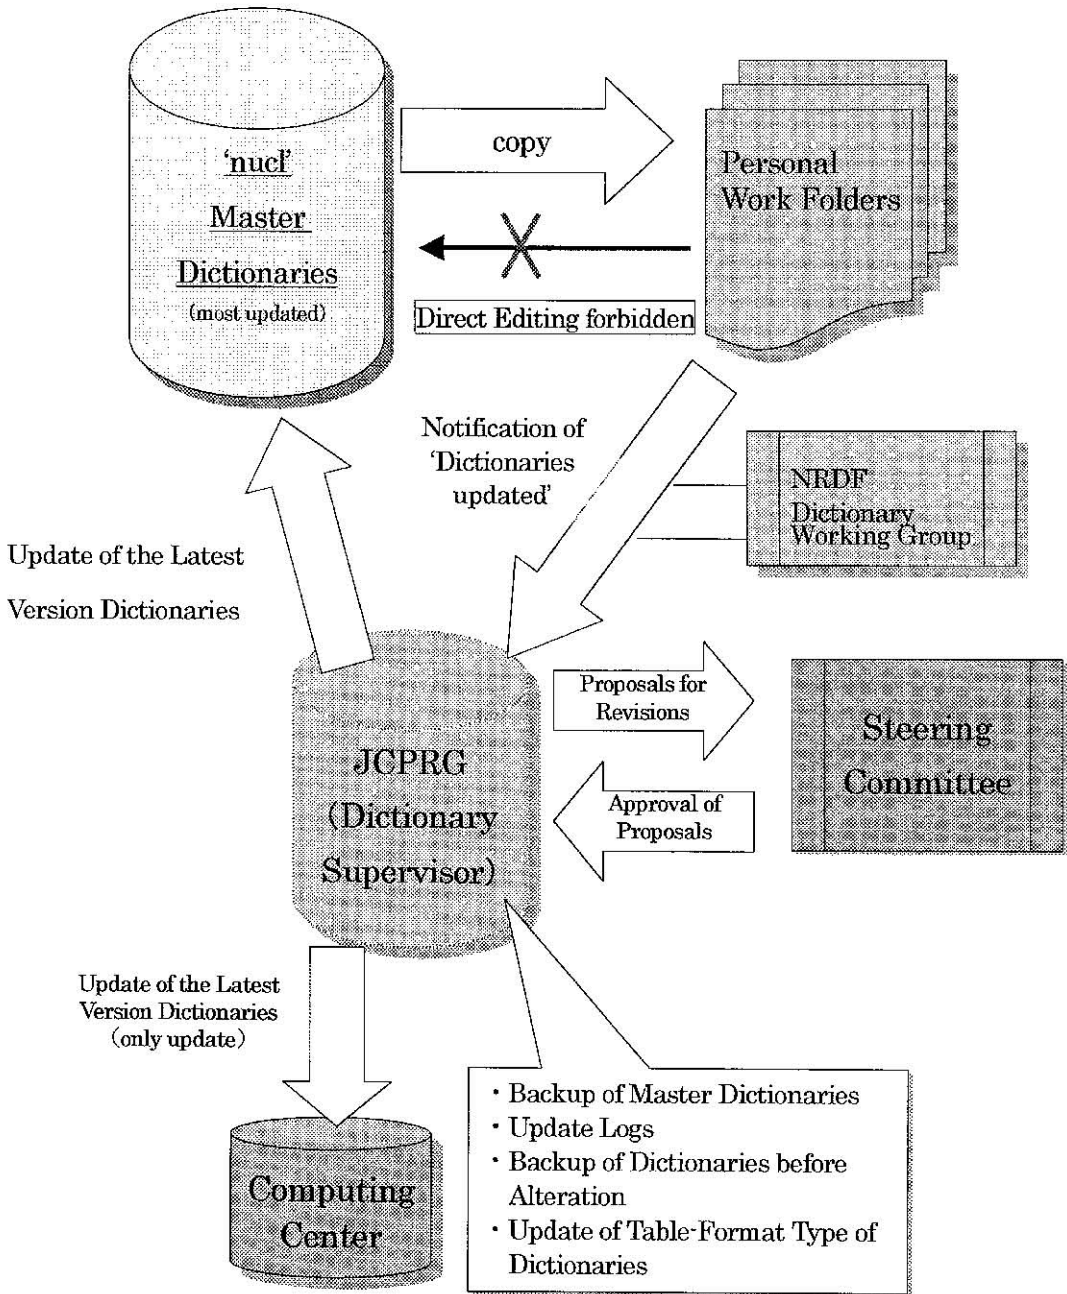 'nucl'
Master
Dictionaries
(most updated)
copy
Personal
Work Folders
Direct Editing forbidden
Notification of
'Dictionaries
updated'
NRDF
Dictionary
Working Group
Update of the Latest
Version Dictionaries
JCPRG
(Dictionary
Supervisor)
Proposals for
Revisions
Approval of
Proposals
Steering
Committee
Update of the Latest
Version Dictionaries
(only update)
Computing
Center
・Backup of Master Dictionaries
・Update Logs
・Backup of Dictionaries before
Alteration
・Update of Table-Format Type of
Dictionaries